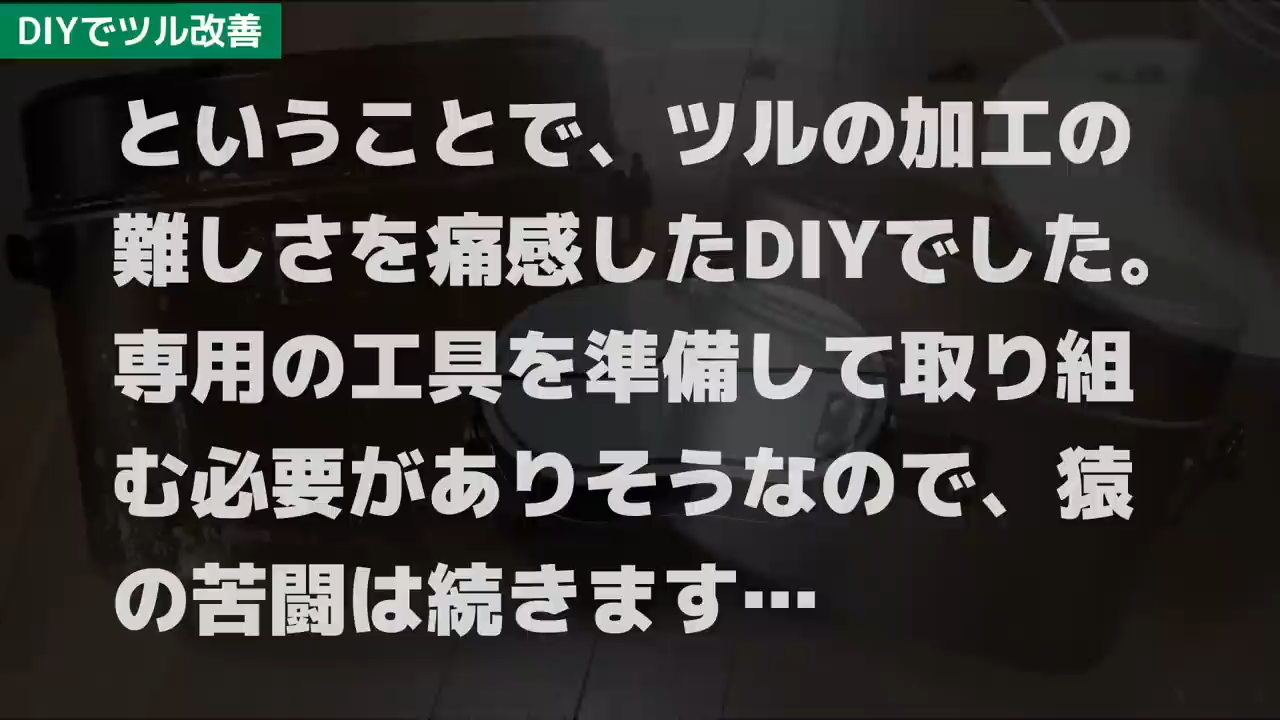 DIYでツル改善
ということで、ツルの加工の
難しさを痛感したDIYでした。
専用の工具を準備して取り組
む必要がありそうなので、猿
の苦闘は続きます…